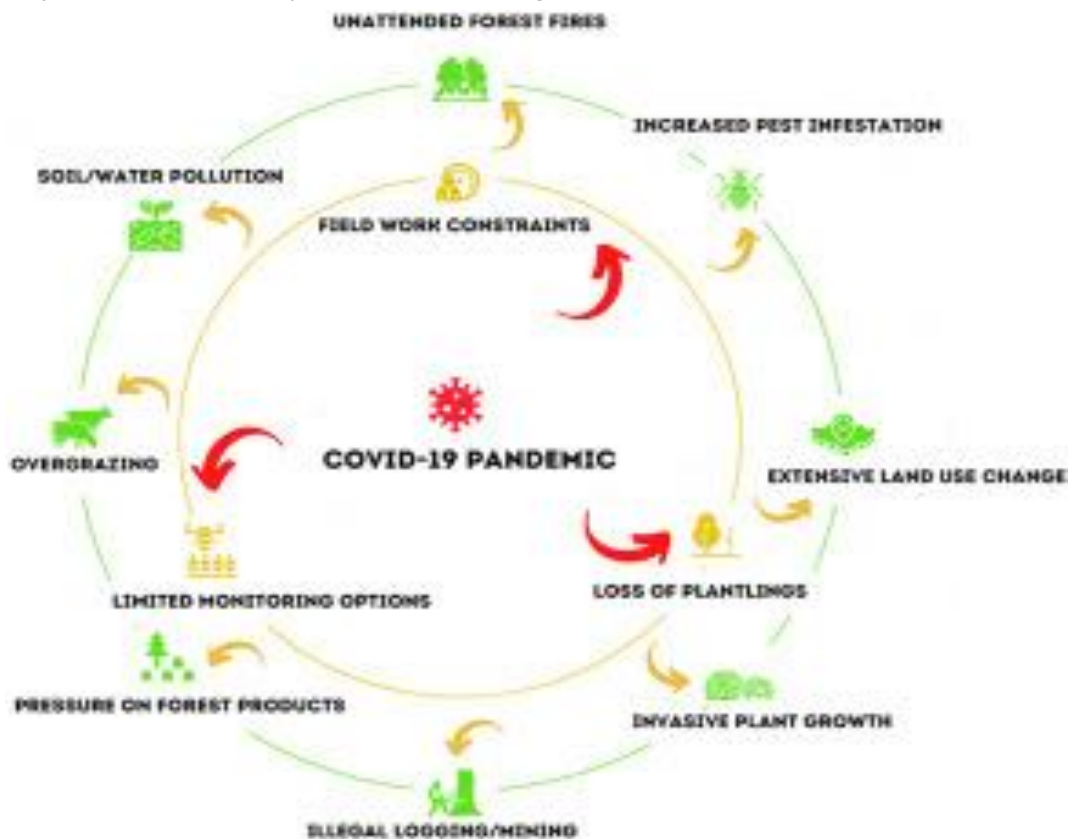 UNATTENDED FOREST FIRES
INCREASED PEST INFESTATION
SOIL/WATER POLLUTION
FIELD WORK CONSTRAINTS
COVID-19 PANDEMIC
OVERGRAZING
EXTENSIVE LAND USE CHANGE
LIMITED MONITORING OPTIONS
LOSS OF PLANTLINGS
PRESSURE ON FOREST PRODUCTS
INVASIVE PLANT GROWTH
ILLEGAL LOGGING/MINING